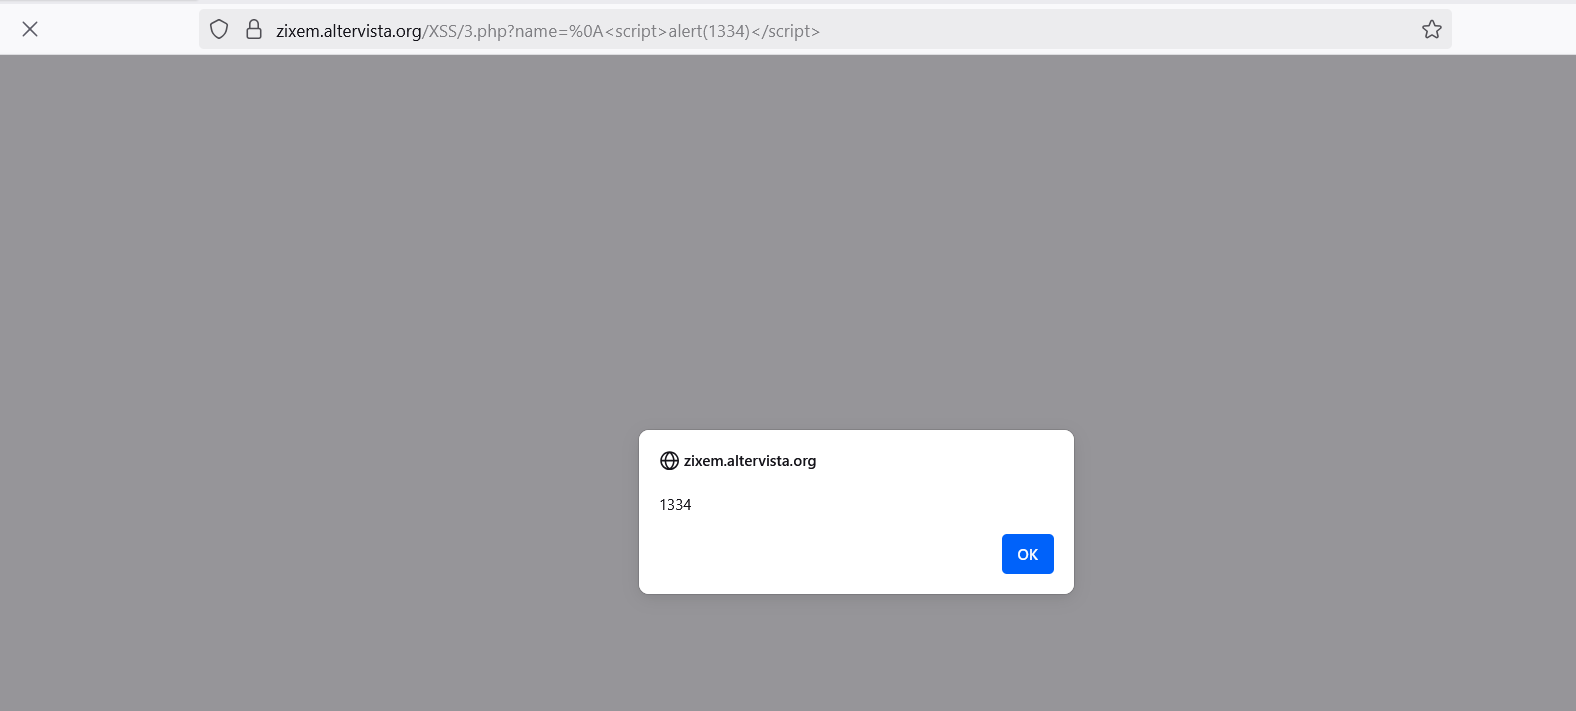 zixem.altervista.org/XSS/3.php?name=%0A<script>alert(1334)</script>
zixem.altervista.org
1334
OK